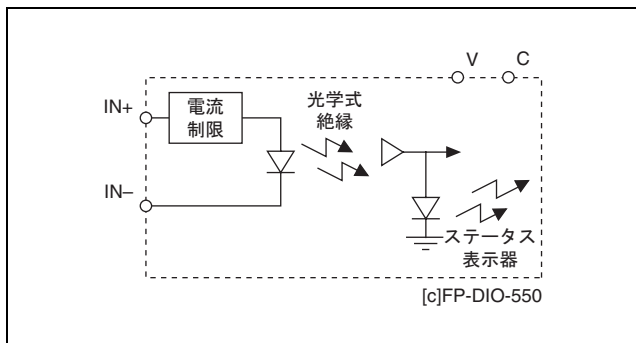 V
C
IN+
電流
制限
光学式
絶縁
IN–
ステータス
表示器
[c]FP-DIO-550